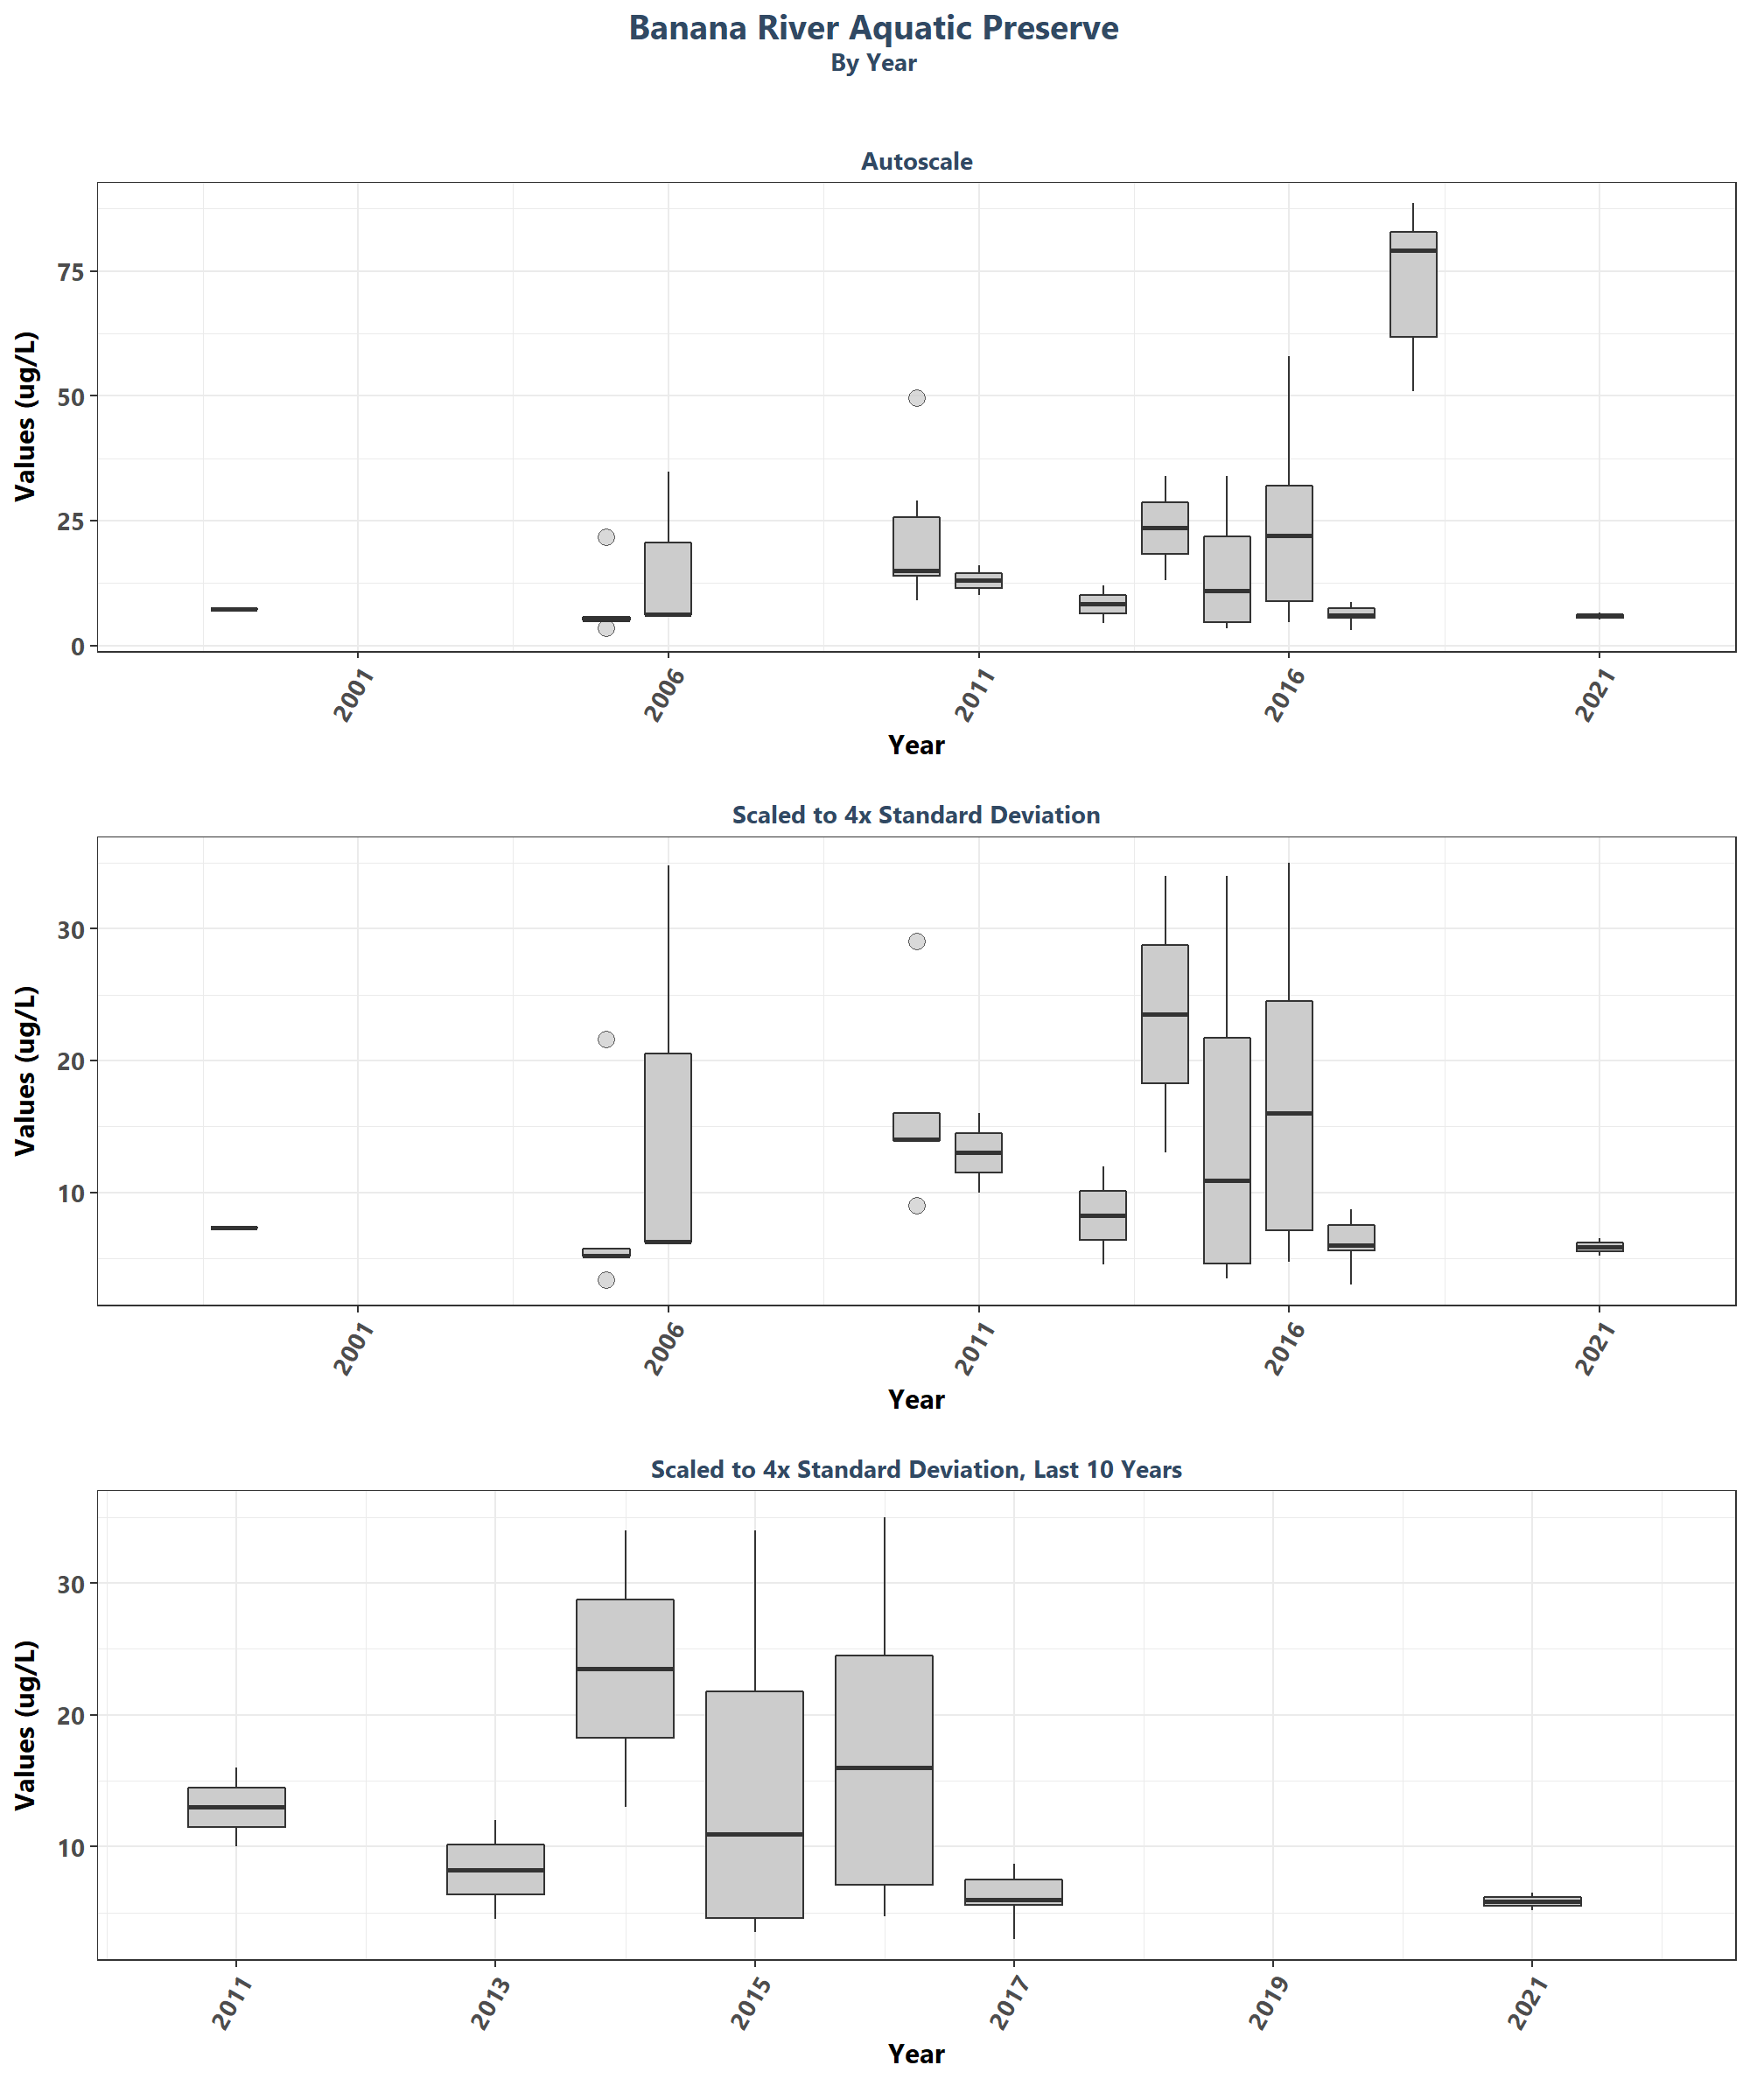 Banana River Aquatic Preserve
By Year
Autoscale
Values (ug/L)
75
50
25
0
2001
2006
2011
2016
2021
Year
Scaled to 4x Standard Deviation
Values (ug/L)
30
20
10
2001
2006
2011
2016
2021
Year
Scaled to 4x Standard Deviation, Last 10 Years
Values (ug/L)
30
20
10
2011
2013
2015
2017
2019
2021
Year